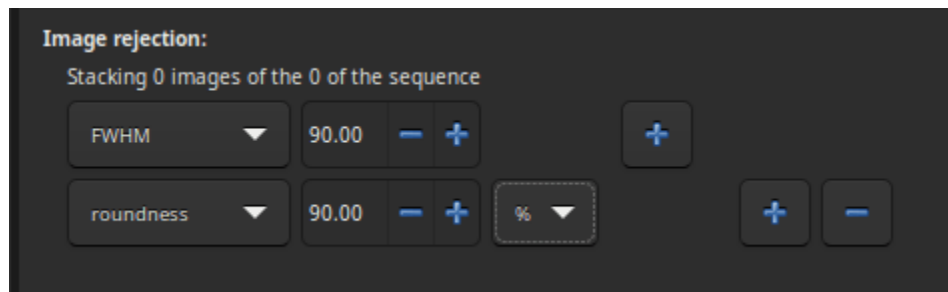 Image rejection:
Stacking 0 images of the 0 of the sequence
FWHM 90.00
roundness 90.00 %